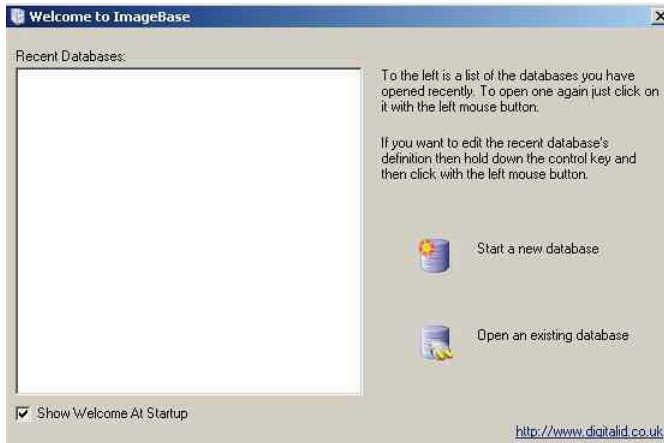 Welcome to ImageBase
Recent Databases:
To the left is a list of the databases you have
opened recently. To open one again just click on
it with the left mouse button.
If you want to edit the recent database's
definition then hold down the control key and
then click with the left mouse button.
Start a new database
Open an existing database
Show Welcome At Startup
http://www.digitalid.co.uk